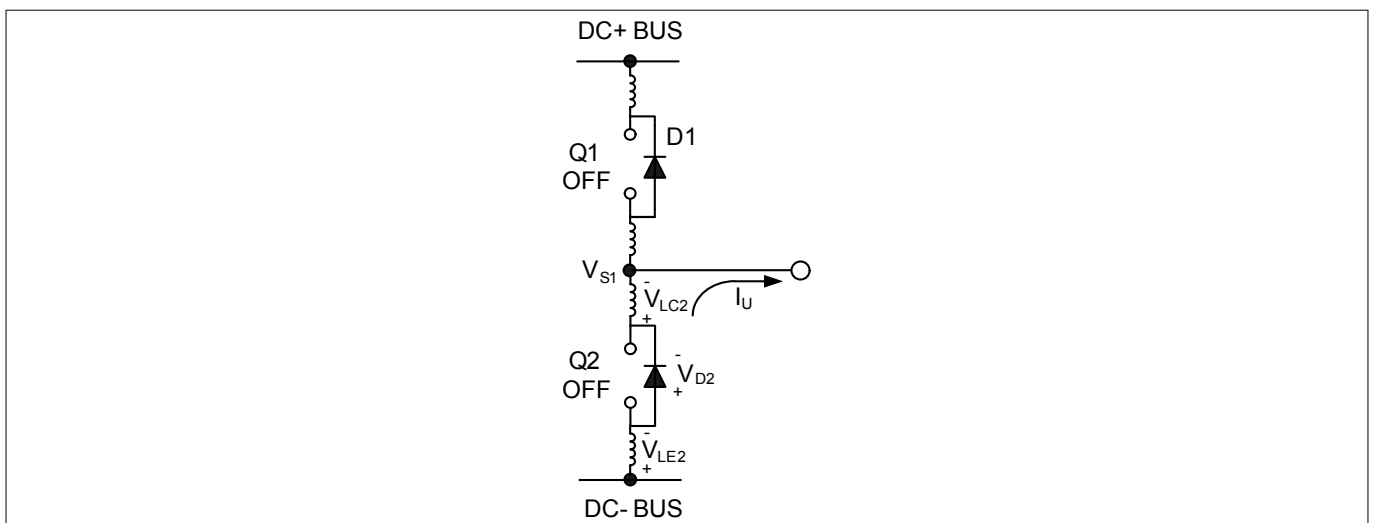 DC+ BUS
D1
Q1
OFF
VS1
-
VLC2
+
IU
Q2
OFF
-
VD2
+
-
VLE2
+
DC- BUS